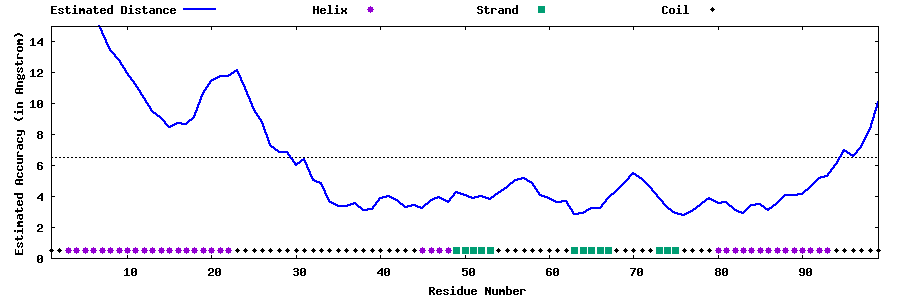 Estimated Distance Helix Strand Coil
Estimated Accuracy (in Angstrom)
14
12
10
8
6
4
2
0
10 20 30 40 50 60 70 80 90
Residue Number